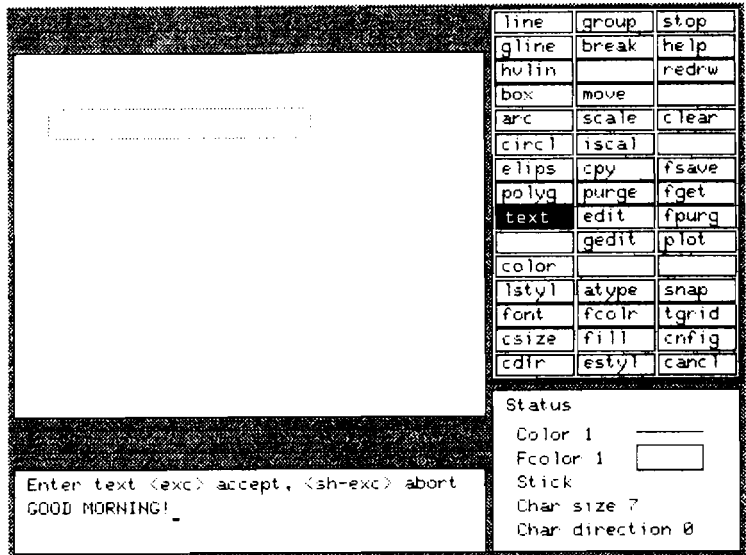 line group stop
gline break help
hvlin redrw
box move
arc scale clear
circl iscal
elips cpy fsave
polyg purge fget
text edit fpurg
gedit plot
color
lstyl atype snap
font fcolr tgrid
csize fill cnfig
cdir estyl cancl
Status
Color 1
Fcolor 1
Stick
Char size 7
Char direction 0
Enter text <exc> accept, <sh-exc> abort
GOOD MORNING!_